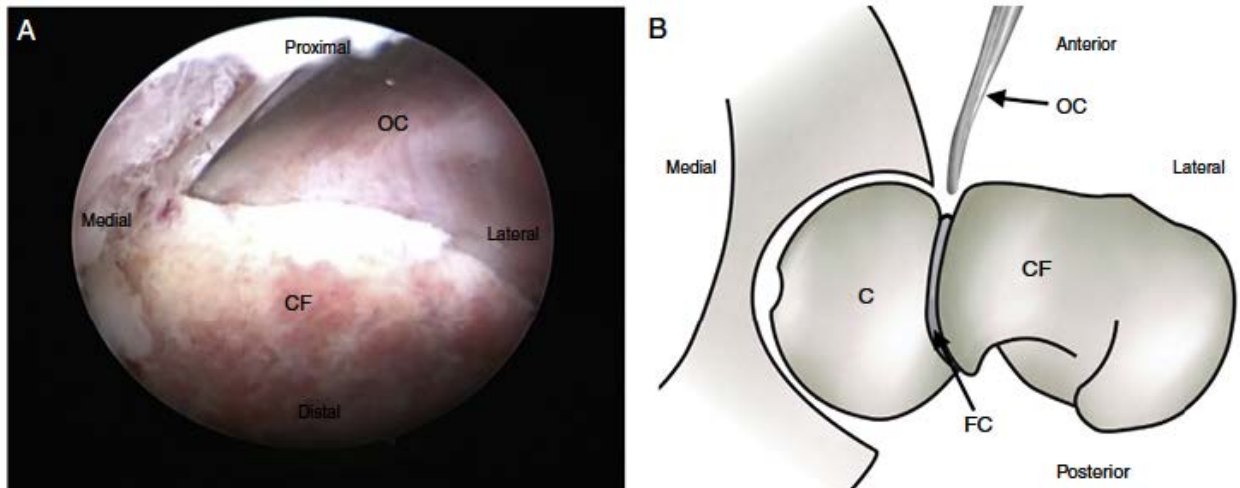 A
Proximal
OC
Medial
Lateral
CF
Distal
B
Anterior
OC
Medial
Lateral
C
CF
FC
Posterior